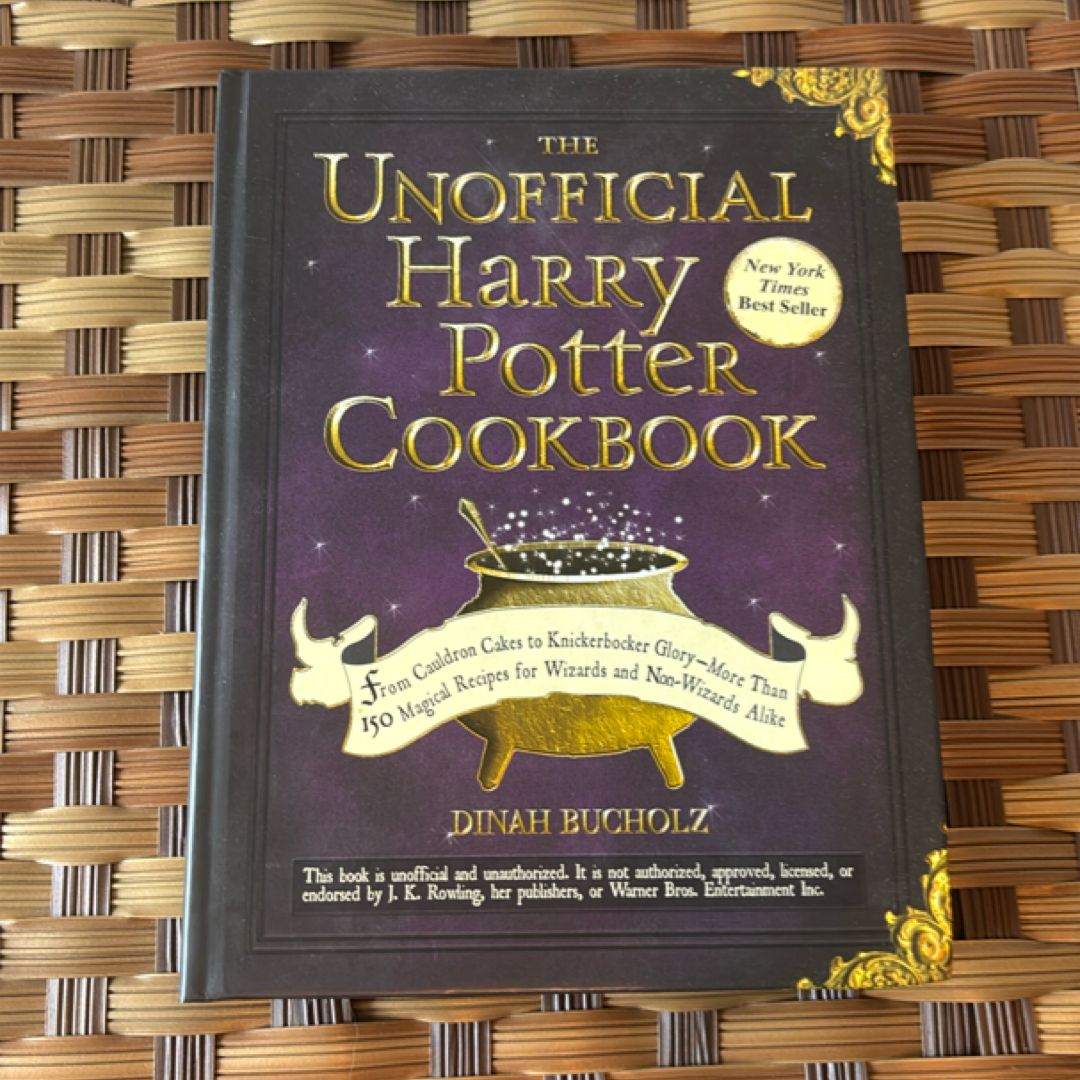 THE
UNOFFICIAL
HARRY
New York
Times
Best Seller
POTTER
COOKBOOK
From Cauldron Cakes to Knickerbocker Glory—More Than
150 Magical Recipes for Wizards and Non-Wizards Alike
DINAH BUCHOLZ
This book is unofficial and unauthorized. It is not authorized, approved, licensed, or
endorsed by J. K. Rowling, her publishers, or Warner Bros. Entertainment Inc.